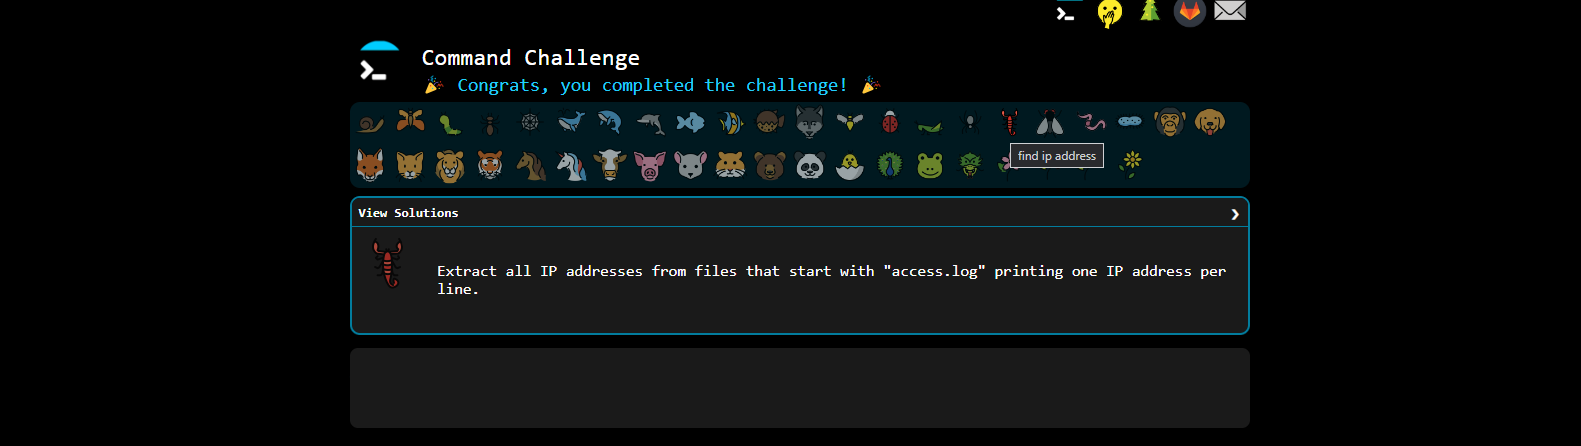 Command Challenge
Congrats, you completed the challenge!
find ip address
View Solutions
Extract all IP addresses from files that start with "access.log" printing one IP address per
line.